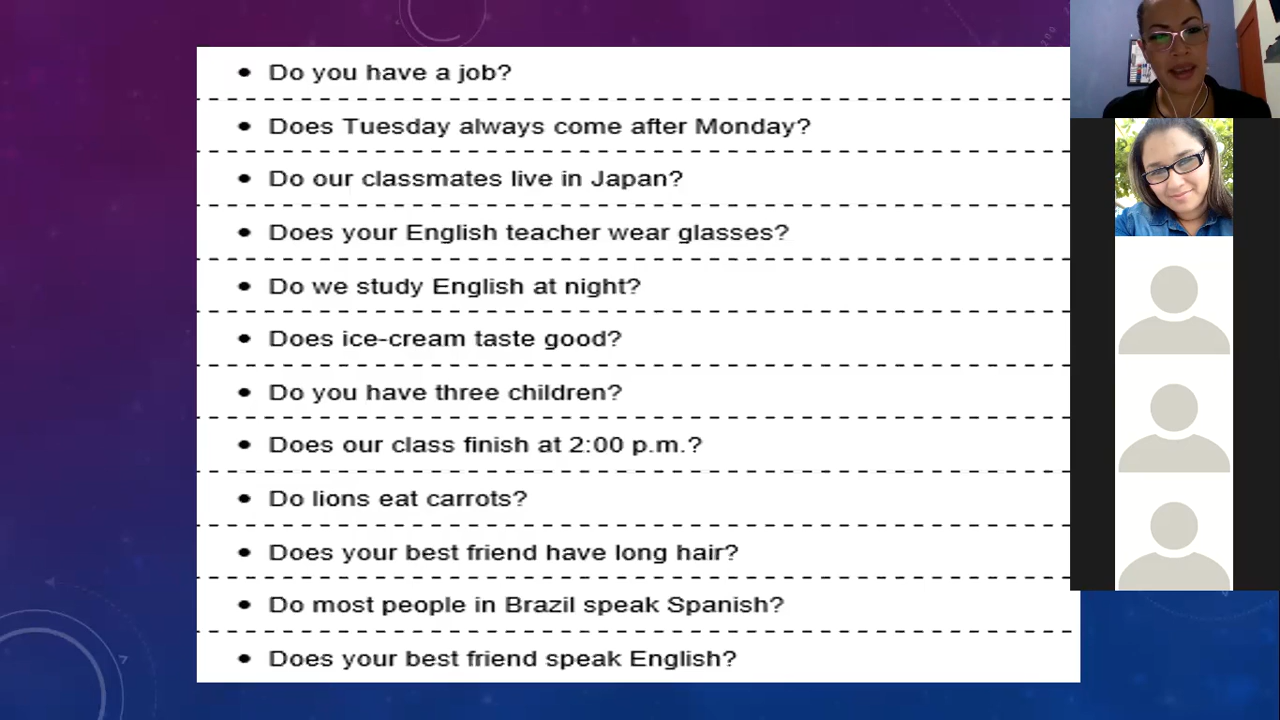 • Do you have a job?
• Does Tuesday always come after Monday?
• Do our classmates live in Japan?
• Does your English teacher wear glasses?
• Do we study English at night?
• Does ice-cream taste good?
• Do you have three children?
• Does our class finish at 2:00 p.m.?
• Do lions eat carrots?
• Does your best friend have long hair?
• Do most people in Brazil speak Spanish?
• Does your best friend speak English?